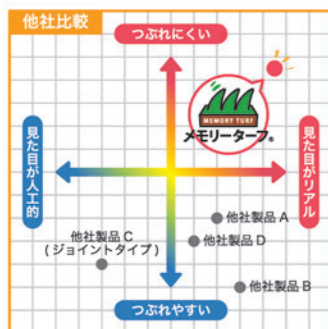 他社比較
つぶれにくい
MEMORY TURF
メモリーターフ®
見た目が人工的
見た目がリアル
他社製品 A
他社製品 D
他社製品 C
(ジョイントタイプ)
他社製品 B
つぶれやすい